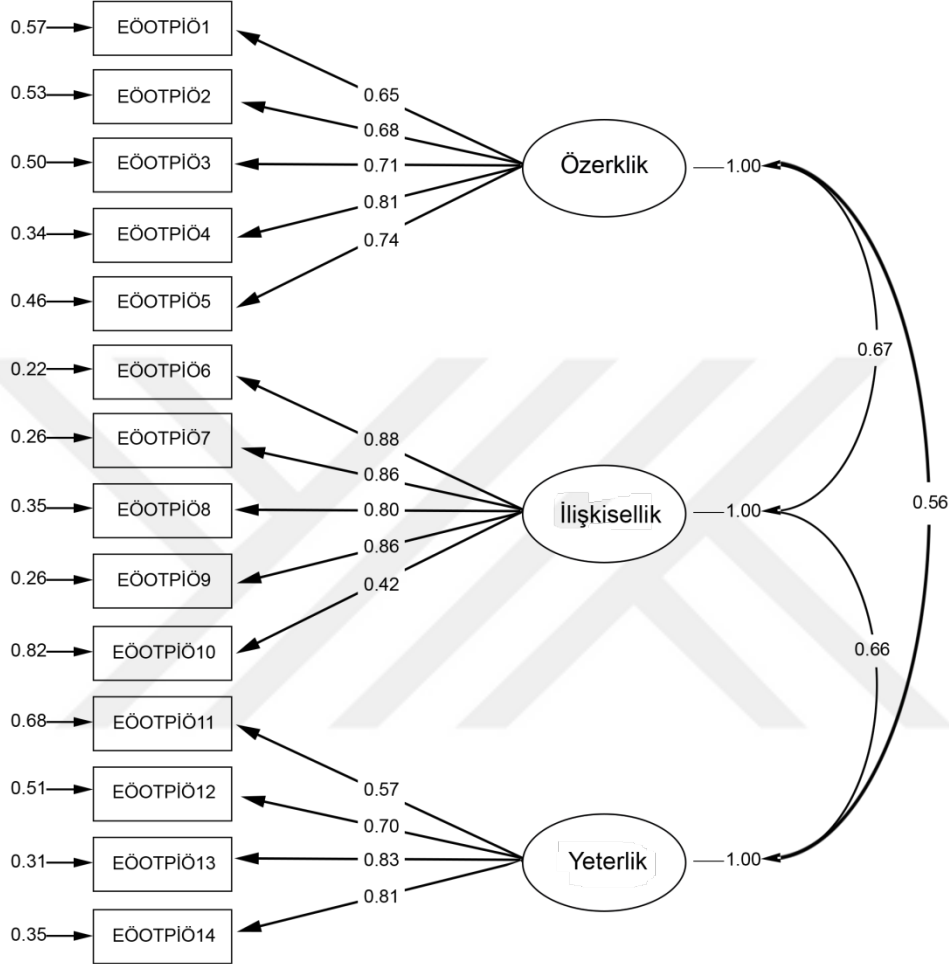 0.57 EÖOTPİÖ1
0.65
0.53 EÖOTPİÖ2
0.68
0.50 EÖOTPİÖ3
0.71
Özerklik 1.00
0.34 EÖOTPİÖ4
0.81
0.46 EÖOTPİÖ5
0.74
0.67
0.22 EÖOTPİÖ6
0.88
0.26 EÖOTPİÖ7
0.86
0.35 EÖOTPİÖ8
0.80
İlişkisellik 1.00
0.56
0.26 EÖOTPİÖ9
0.86
0.82 EÖOTPİÖ10
0.42
0.66
0.68 EÖOTPİÖ11
0.57
0.51 EÖOTPİÖ12
0.70
0.31 EÖOTPİÖ13
0.83
Yeterlik 1.00
0.35 EÖOTPİÖ14
0.81